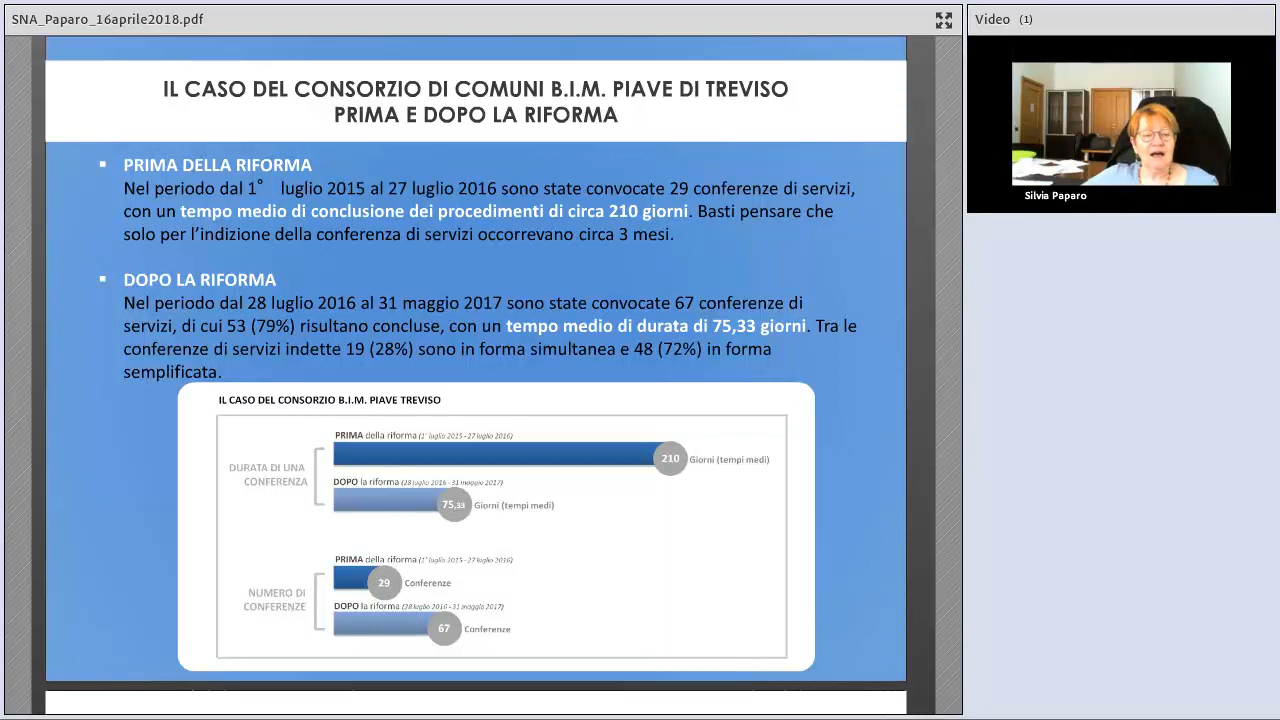 SNA_Paparo_16aprile2018.pdf
Video (1)
Silvia Paparo
IL CASO DEL CONSORZIO DI COMUNI B.I.M. PIAVE DI TREVISO
PRIMA E DOPO LA RIFORMA
▪ PRIMA DELLA RIFORMA
Nel periodo dal 1° luglio 2015 al 27 luglio 2016 sono state convocate 29 conferenze di servizi,
con un tempo medio di conclusione dei procedimenti di circa 210 giorni. Basti pensare che
solo per l'indizione della conferenza di servizi occorrevano circa 3 mesi.
▪ DOPO LA RIFORMA
Nel periodo dal 28 luglio 2016 al 31 maggio 2017 sono state convocate 67 conferenze di
servizi, di cui 53 (79%) risultano concluse, con un tempo medio di durata di 75,33 giorni. Tra le
conferenze di servizi indette 19 (28%) sono in forma simultanea e 48 (72%) in forma
semplificata.
IL CASO DEL CONSORZIO B.I.M. PIAVE TREVISO
DURATA DI UNA
CONFERENZA
PRIMA della riforma (1° luglio 2015 - 27 luglio 2016)
210 Giorni (tempi medi)
DOPO la riforma (28 luglio 2016 - 31 maggio 2017)
75,33 Giorni (tempi medi)
NUMERO DI
CONFERENZE
PRIMA della riforma (1° luglio 2015 - 27 luglio 2016)
29 Conferenze
DOPO la riforma (28 luglio 2016 - 31 maggio 2017)
67 Conferenze